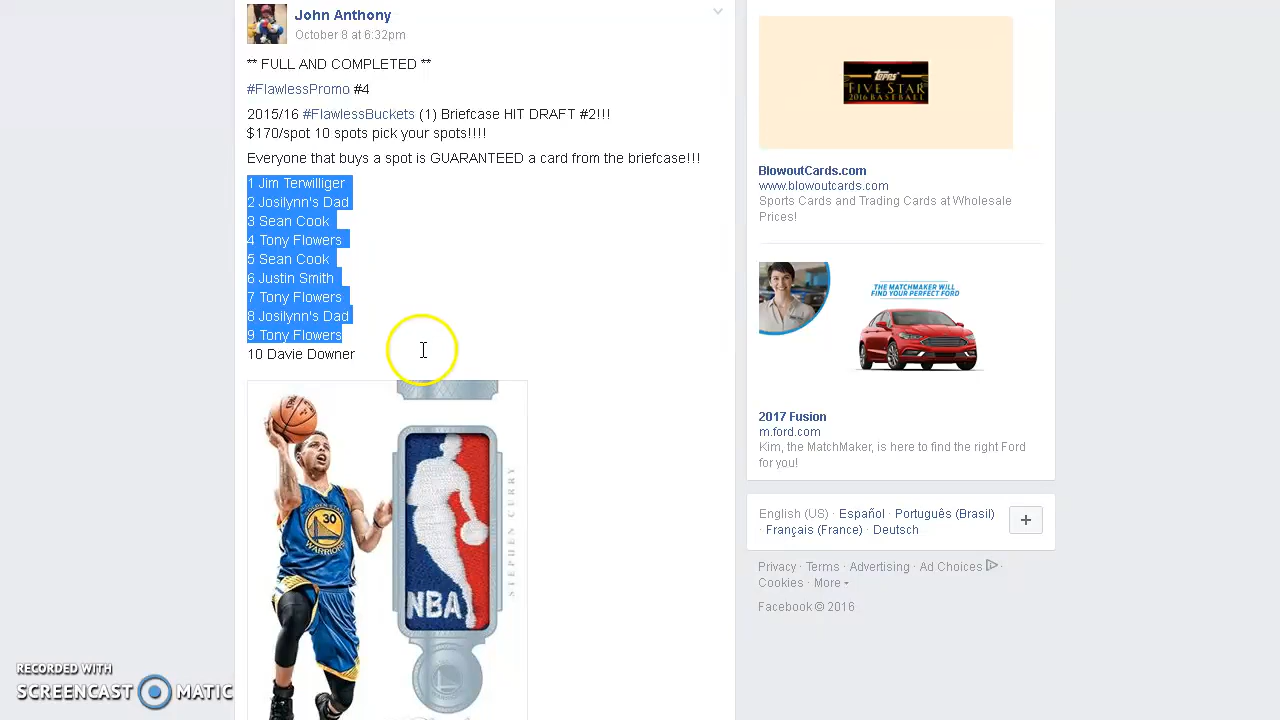 John Anthony
October 8 at 6:32pm
** FULL AND COMPLETED **
#FlawlessPromo #4
2015/16 #FlawlessBuckets (1) Briefcase HIT DRAFT #2!!!
$170/spot 10 spots pick your spots!!!!
Everyone that buys a spot is GUARANTEED a card from the briefcase!!!
1 Jim Terwilliger
2 Josilynn's Dad
3 Sean Cook
4 Tony Flowers
5 Sean Cook
6 Justin Smith
7 Tony Flowers
8 Josilynn's Dad
9 Tony Flowers
10 Davie Downer
GOLDEN STATE
30
WARRIORS
NBA
Topps
FIVE STAR
2016 BASEBALL
BlowoutCards.com
www.blowoutcards.com
Sports Cards and Trading Cards at Wholesale
Prices!
THE MATCHMAKER WILL
FIND YOUR PERFECT FORD
2017 Fusion
m.ford.com
Kim, the MatchMaker, is here to find the right Ford
for you!
English (US) · Español · Português (Brasil)
· Français (France) · Deutsch
Privacy · Terms · Advertising · Ad Choices ·
Cookies · More
Facebook © 2016
RECORDED WITH
SCREENCAST MATIC